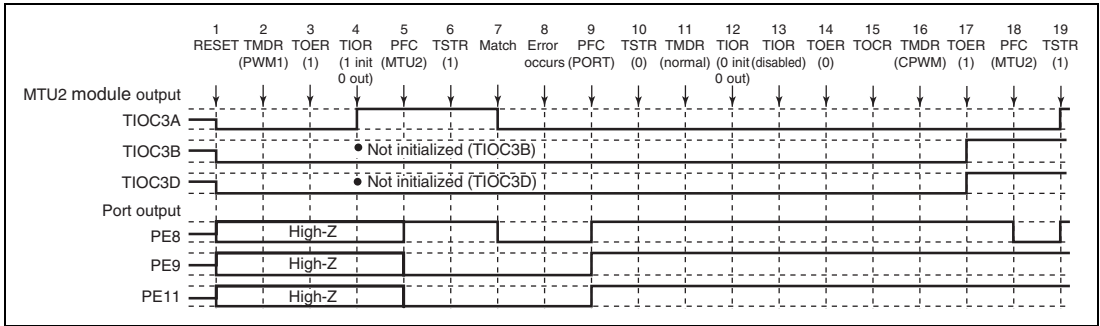 1 2 3 4 5 6 7 8 9 10 11 12 13 14 15 16 17 18 19
RESET TMDR TOER TIOR PFC TSTR Match Error PFC TSTR TMDR TIOR TIOR TOER TOCR TMDR TOER PFC TSTR
(PWM1) (1) (1 init (MTU2) (1) occurs (PORT) (0) (normal) (0 init (disabled) (0) (CPWM) (1) (MTU2) (1)
0 out) 0 out)
MTU2 module output
TIOC3A
TIOC3B • Not initialized (TIOC3B)
TIOC3D • Not initialized (TIOC3D)
Port output
PE8 High-Z
PE9 High-Z
PE11 High-Z